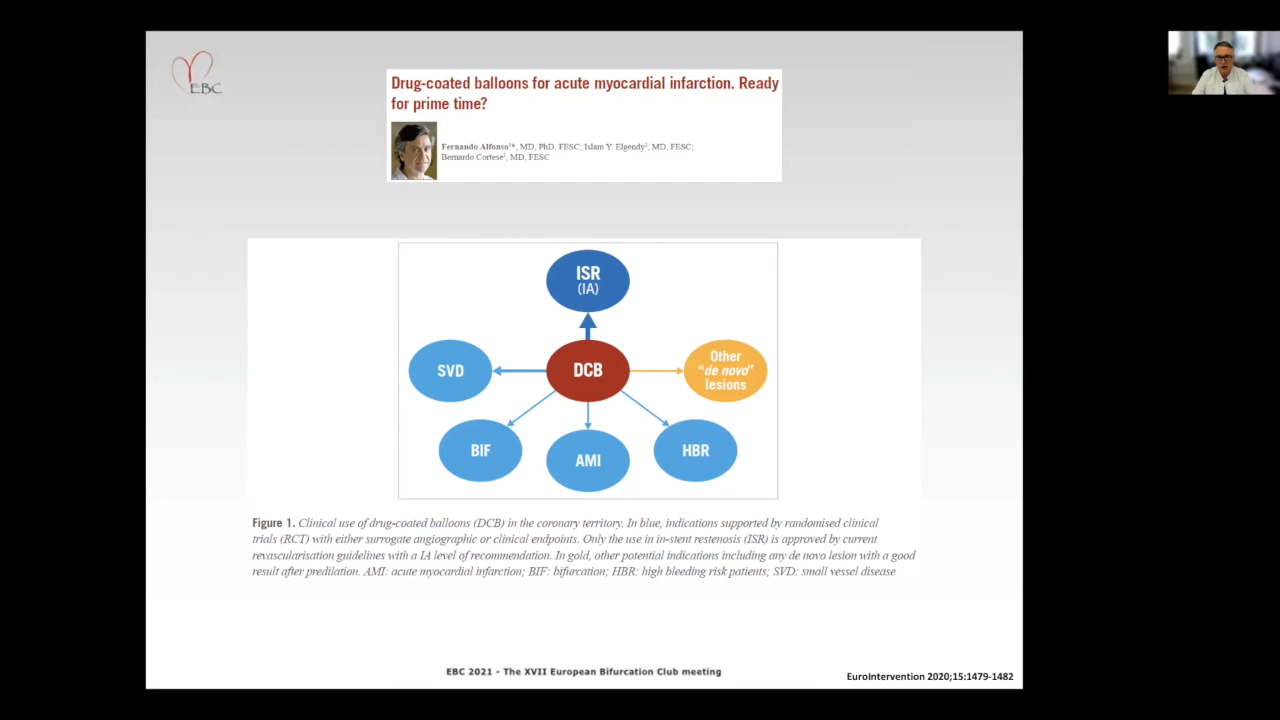 EBC
Drug-coated balloons for acute myocardial infarction. Ready
for prime time?
Fernando Alfonso1*, MD, PhD, FESC; Islam Y. Elgendy2, MD, FESC;
Bernardo Cortese3, MD, FESC
ISR
(IA)
SVD
DCB
Other
“de novo”
lesions
BIF
AMI
HBR
Figure 1. Clinical use of drug-coated balloons (DCB) in the coronary territory. In blue, indications supported by randomised clinical
trials (RCT) with either surrogate angiographic or clinical endpoints. Only the use in in-stent restenosis (ISR) is approved by current
revascularisation guidelines with a IA level of recommendation. In gold, other potential indications including any de novo lesion with a good
result after predilation. AMI: acute myocardial infarction; BIF: bifurcation; HBR: high bleeding risk patients; SVD: small vessel disease
EBC 2021 - The XVII European Bifurcation Club meeting
EuroIntervention 2020;15:1479-1482